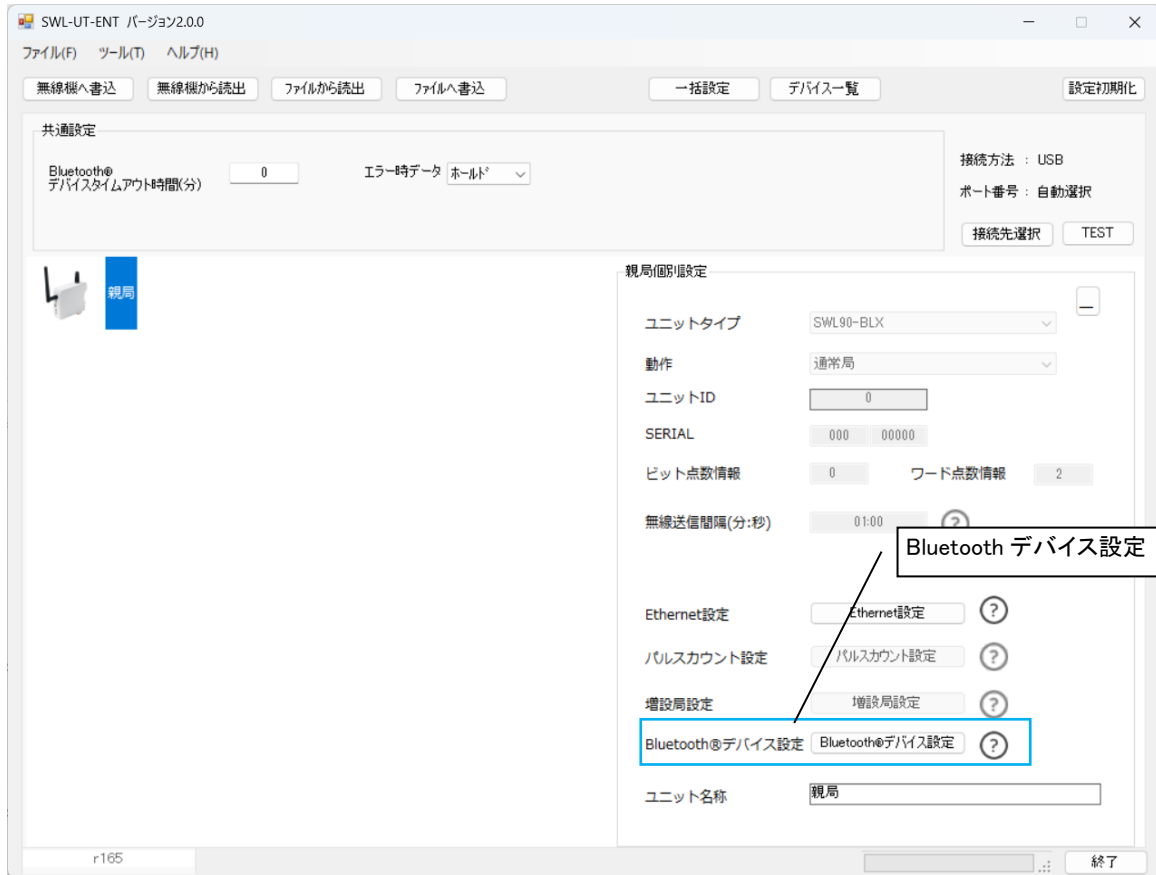 SWL-UT-ENT バージョン2.0.0
ファイル(F) ツール(T) ヘルプ(H)
無線機へ書込 無線機から読出 ファイルから読出 ファイルへ書込 一括設定 デバイス一覧 設定初期化
共通設定
Bluetooth®
デバイスタイムアウト時間(分) 0 エラー時データ ホールド
接続方法 : USB
ポート番号 : 自動選択
接続先選択 TEST
親局
親局個別設定
ユニットタイプ SWL90-BLX
動作 通常局
ユニットID 0
SERIAL 000 00000
ビット点数情報 0 ワード点数情報 2
無線送信間隔(分:秒) 01:00 ?
Bluetooth デバイス設定
Ethernet設定 Ethernet設定 ?
パルスカウント設定 パルスカウント設定 ?
増設局設定 増設局設定 ?
Bluetooth®デバイス設定 Bluetooth®デバイス設定 ?
ユニット名称 親局
r165 終了